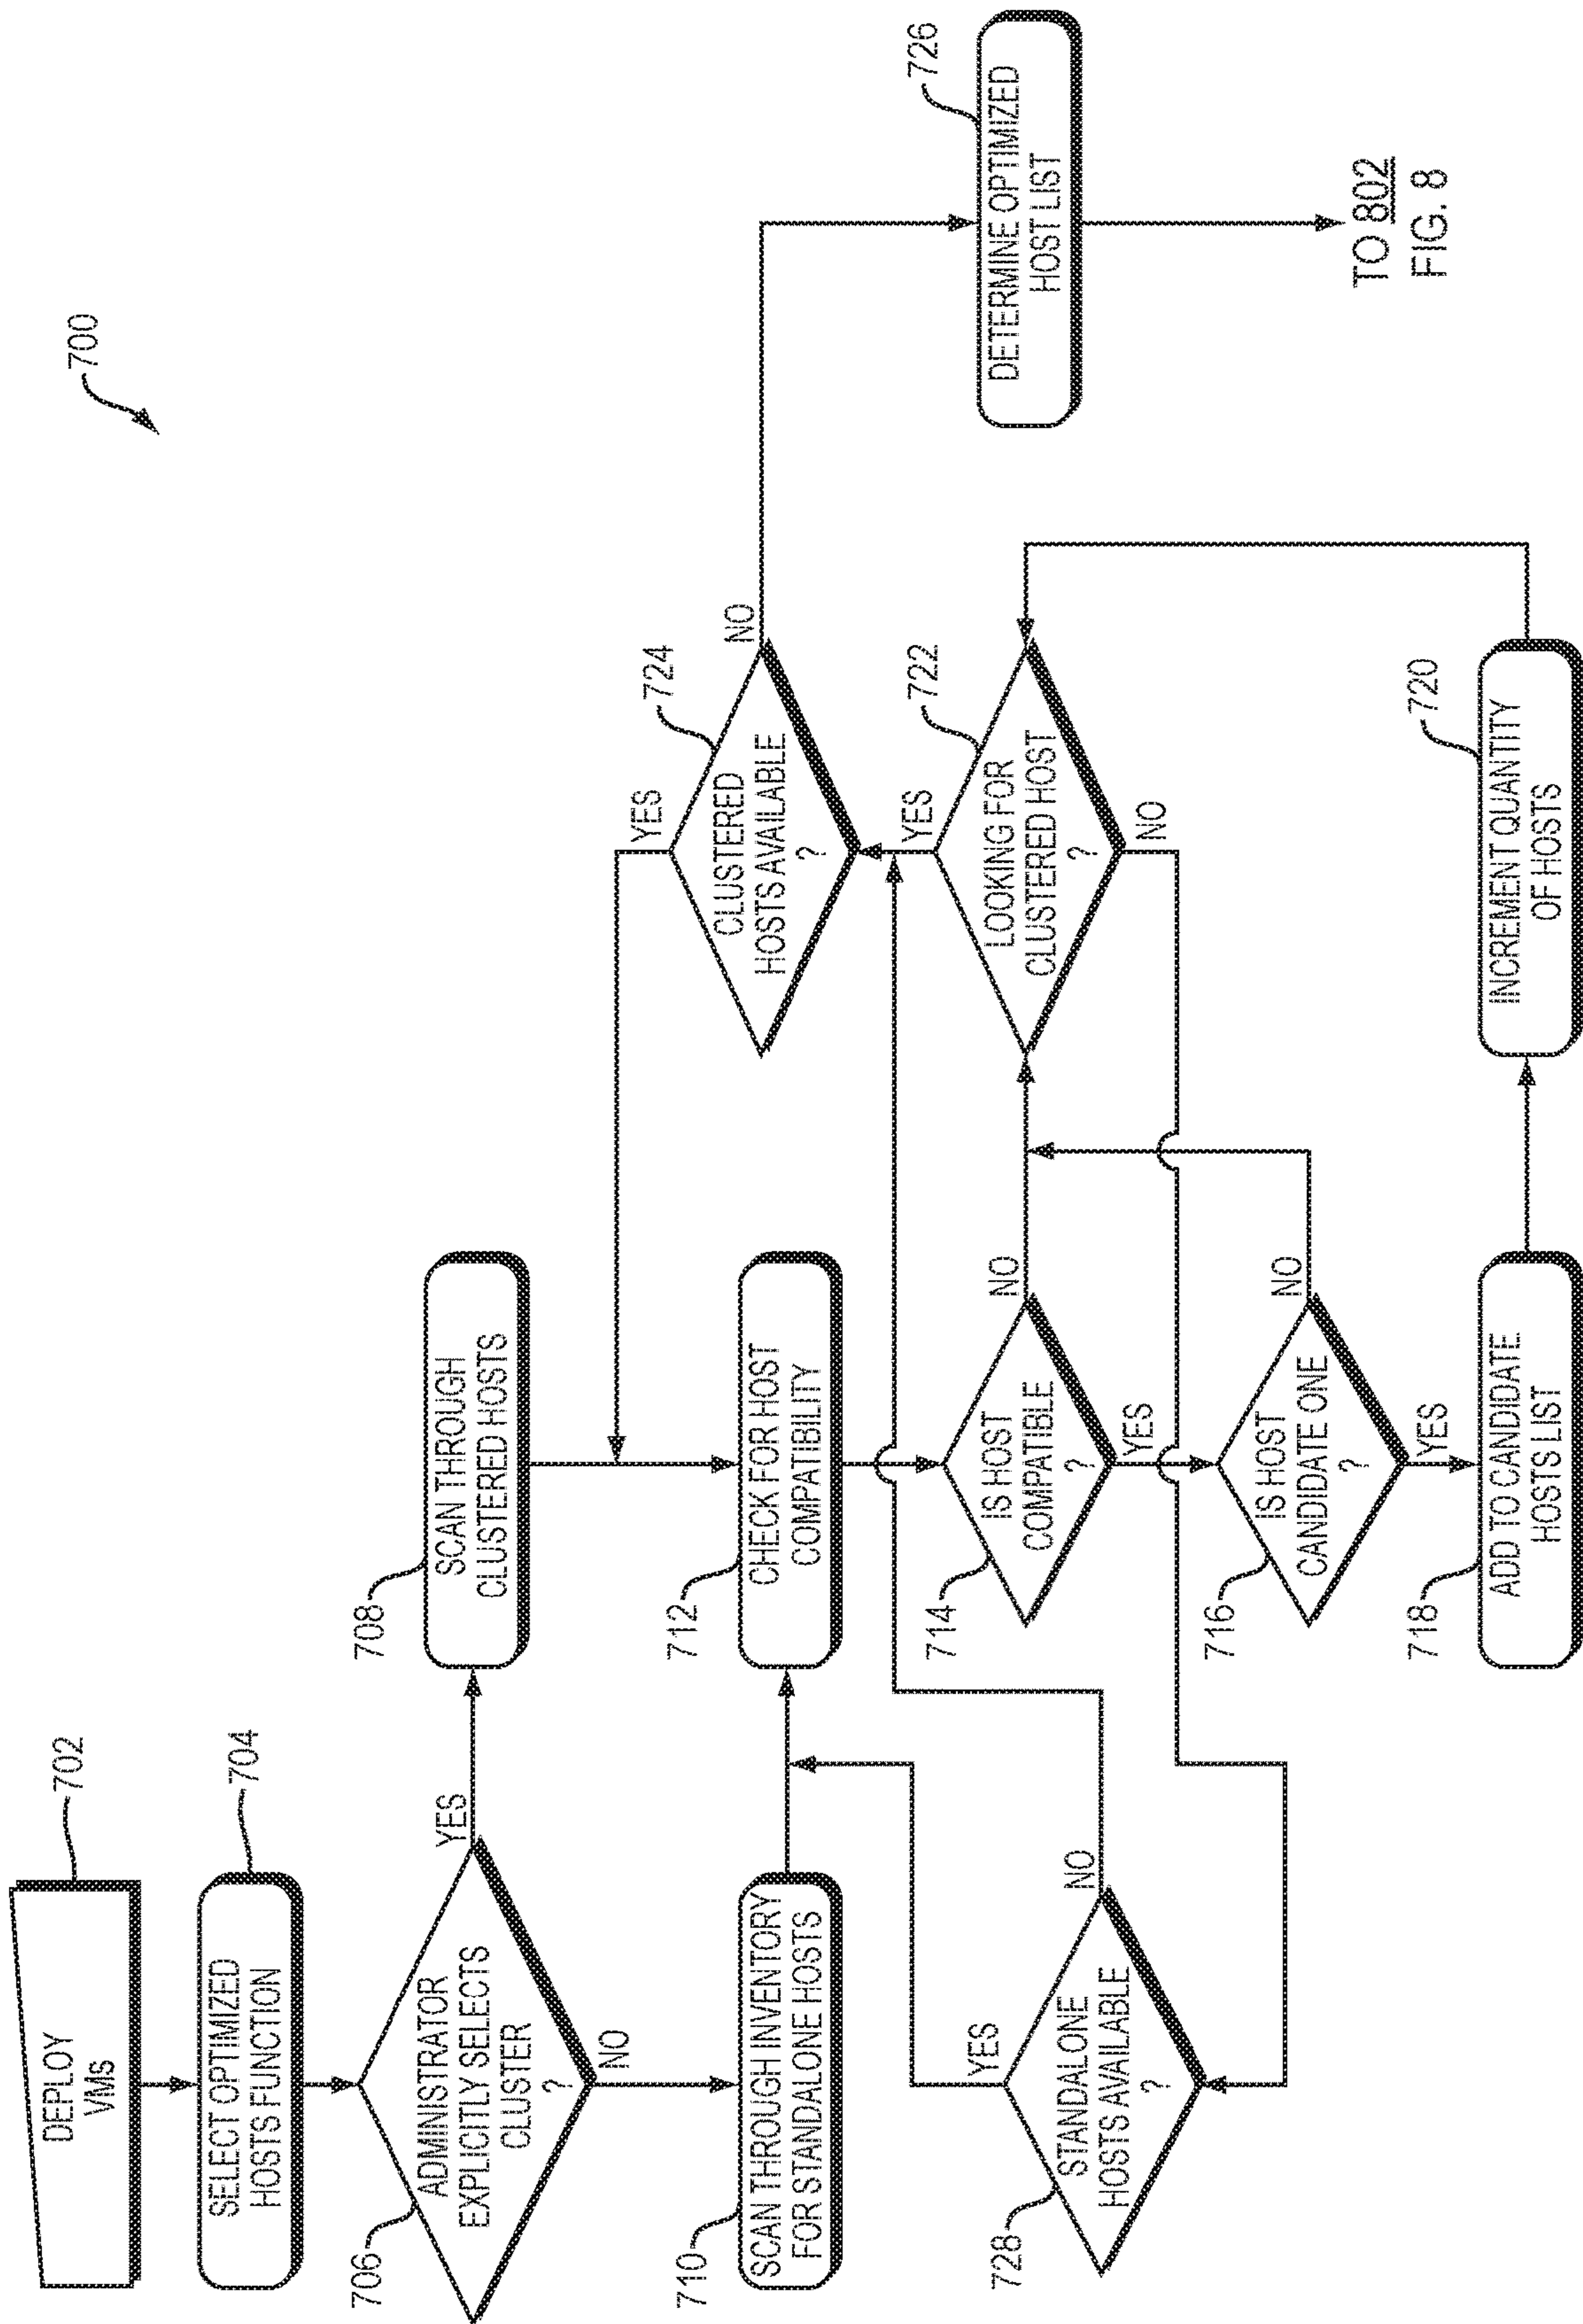 700
702
DEPLOY
VMs
704
SELECT OPTIMIZED
HOSTS FUNCTION
706
ADMINISTRATOR
EXPLICITLY SELECTS
CLUSTER
?
YES
NO
708
SCAN THROUGH
CLUSTERED HOSTS
710
SCAN THROUGH INVENTORY
FOR STANDALONE HOSTS
712
CHECK FOR HOST
COMPATIBILITY
714
IS HOST
COMPATIBLE
?
NO
YES
716
IS HOST
CANDIDATE ONE
?
NO
YES
718
ADD TO CANDIDATE
HOSTS LIST
720
INCREMENT QUANTITY
OF HOSTS
722
LOOKING FOR
CLUSTERED HOST
?
YES
NO
724
CLUSTERED
HOSTS AVAILABLE
?
YES
NO
726
DETERMINE OPTIMIZED
HOST LIST
TO 802
FIG. 8
728
STANDALONE
HOSTS AVAILABLE
?
YES
NO